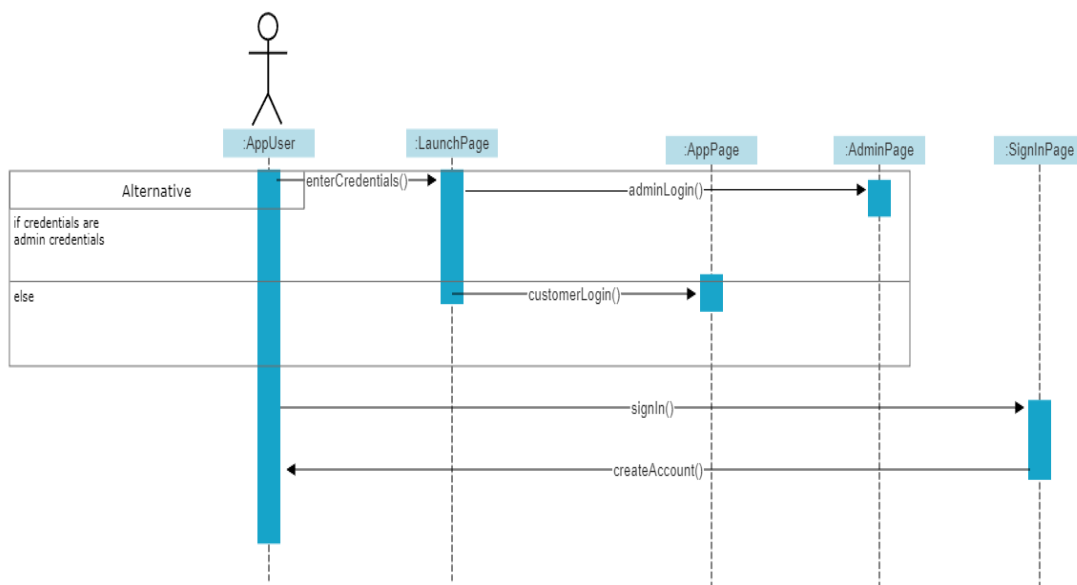 :AppUser
:LaunchPage
:AppPage
:AdminPage
:SignInPage
Alternative
enterCredentials()
adminLogin()
if credentials are
admin credentials
else
customerLogin()
signIn()
createAccount()